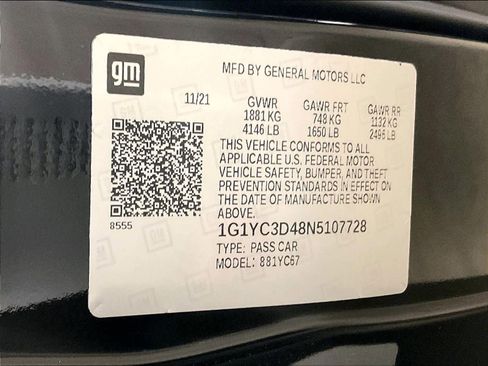 gm
MFD BY GENERAL MOTORS LLC
11/21 GVWR GAWR FRT GAWR RR
1881 KG 748 KG 1132 KG
4146 LB 1650 LB 2496 LB
THIS VEHICLE CONFORMS TO ALL
APPLICABLE U.S. FEDERAL MOTOR
VEHICLE SAFETY, BUMPER, AND THEFT
PREVENTION STANDARDS IN EFFECT ON
THE DATE OF MANUFACTURE SHOWN
ABOVE.
8555
1G1YC3D48N5107728
TYPE: PASS CAR
MODEL: 881YC67